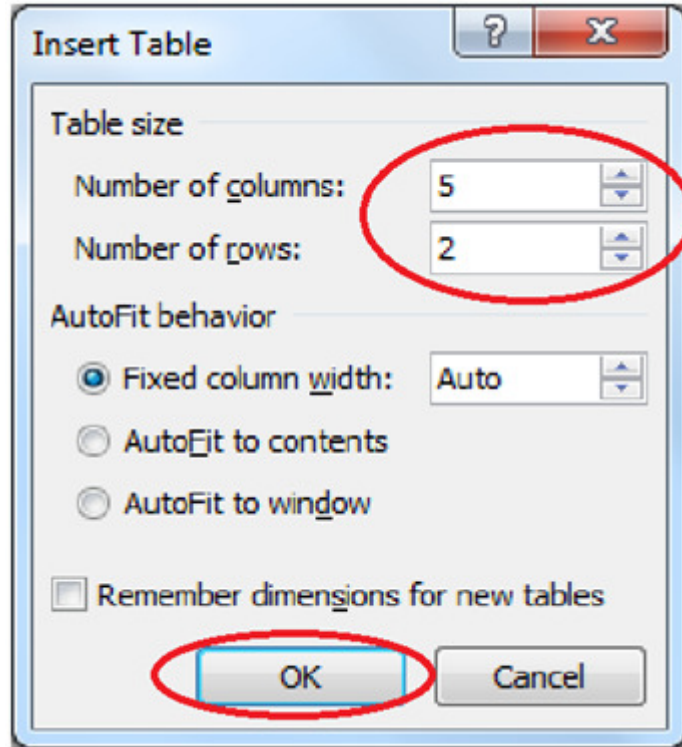 Insert Table
Table size
Number of columns: 5
Number of rows: 2
AutoFit behavior
Fixed column width: Auto
AutoFit to contents
AutoFit to window
Remember dimensions for new tables
OK Cancel